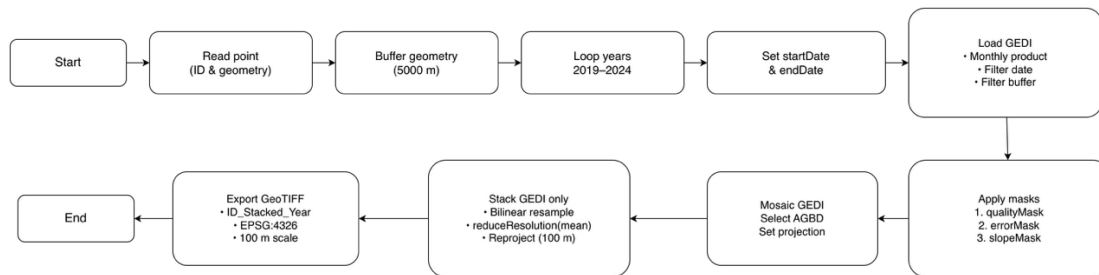 Start
Read point
(ID & geometry)
Buffer geometry
(5000 m)
Loop years
2019–2024
Set startDate
& endDate
Load GEDI
• Monthly product
• Filter date
• Filter buffer
Apply masks
1. qualityMask
2. errorMask
3. slopeMask
Mosaic GEDI
Select AGBD
Set projection
Stack GEDI only
• Bilinear resample
• reduceResolution(mean)
• Reproject (100 m)
Export GeoTIFF
• ID_Stacked_Year
• EPSG:4326
• 100 m scale
End